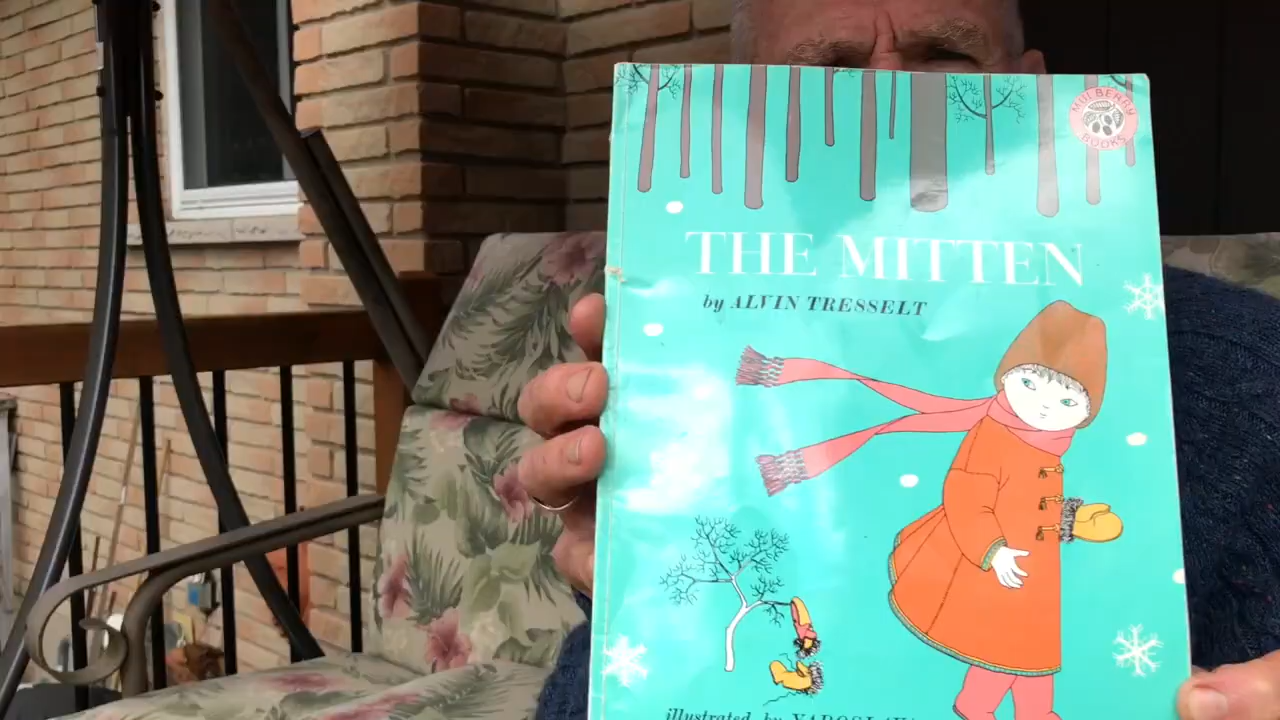 MULBERRY
BOOKS
THE MITTEN
by ALVIN TRESSELT
illustrated by YAROSLAVA